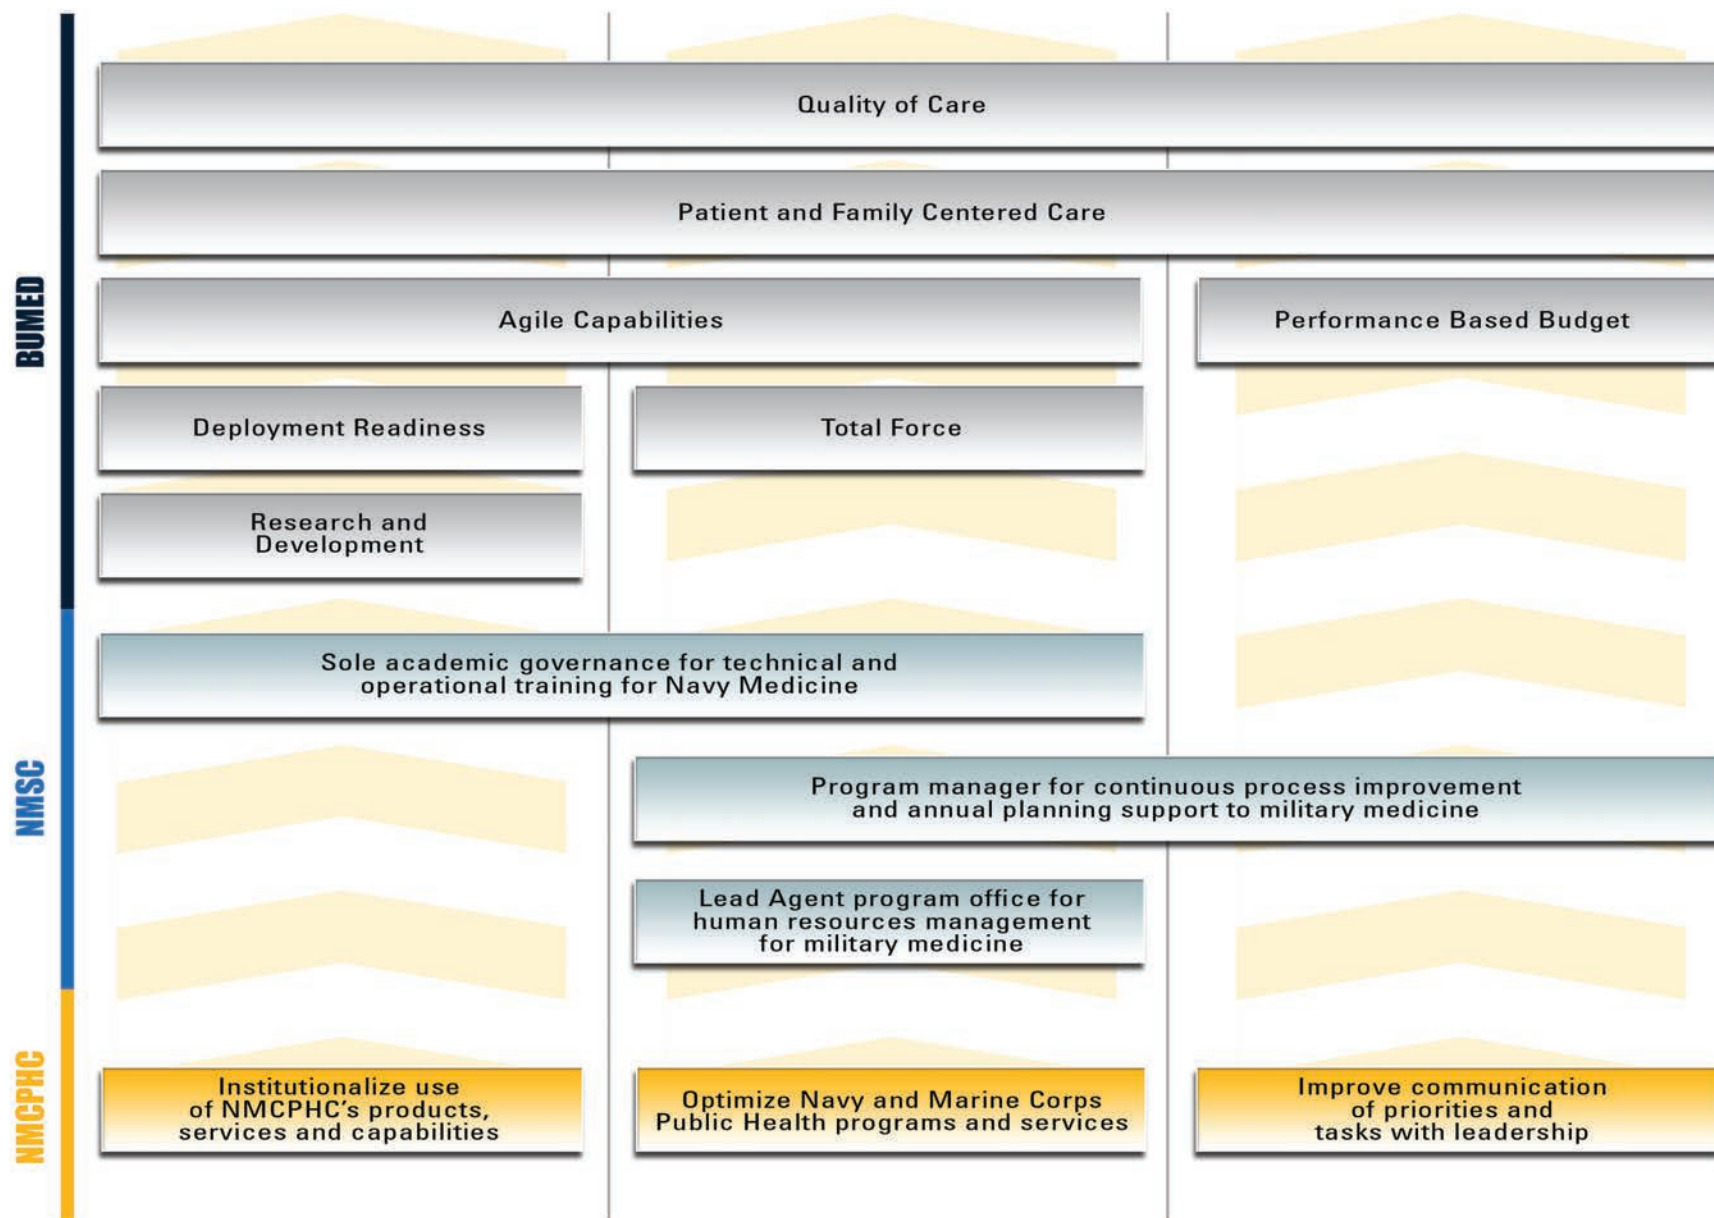 BUMED
Quality of Care
Patient and Family Centered Care
Agile Capabilities
Performance Based Budget
Deployment Readiness
Total Force
Research and
Development
NMSC
Sole academic governance for technical and
operational training for Navy Medicine
Program manager for continuous process improvement
and annual planning support to military medicine
Lead Agent program office for
human resources management
for military medicine
NMCPHC
Institutionalize use
of NMCPHC's products,
services and capabilities
Optimize Navy and Marine Corps
Public Health programs and services
Improve communication
of priorities and
tasks with leadership